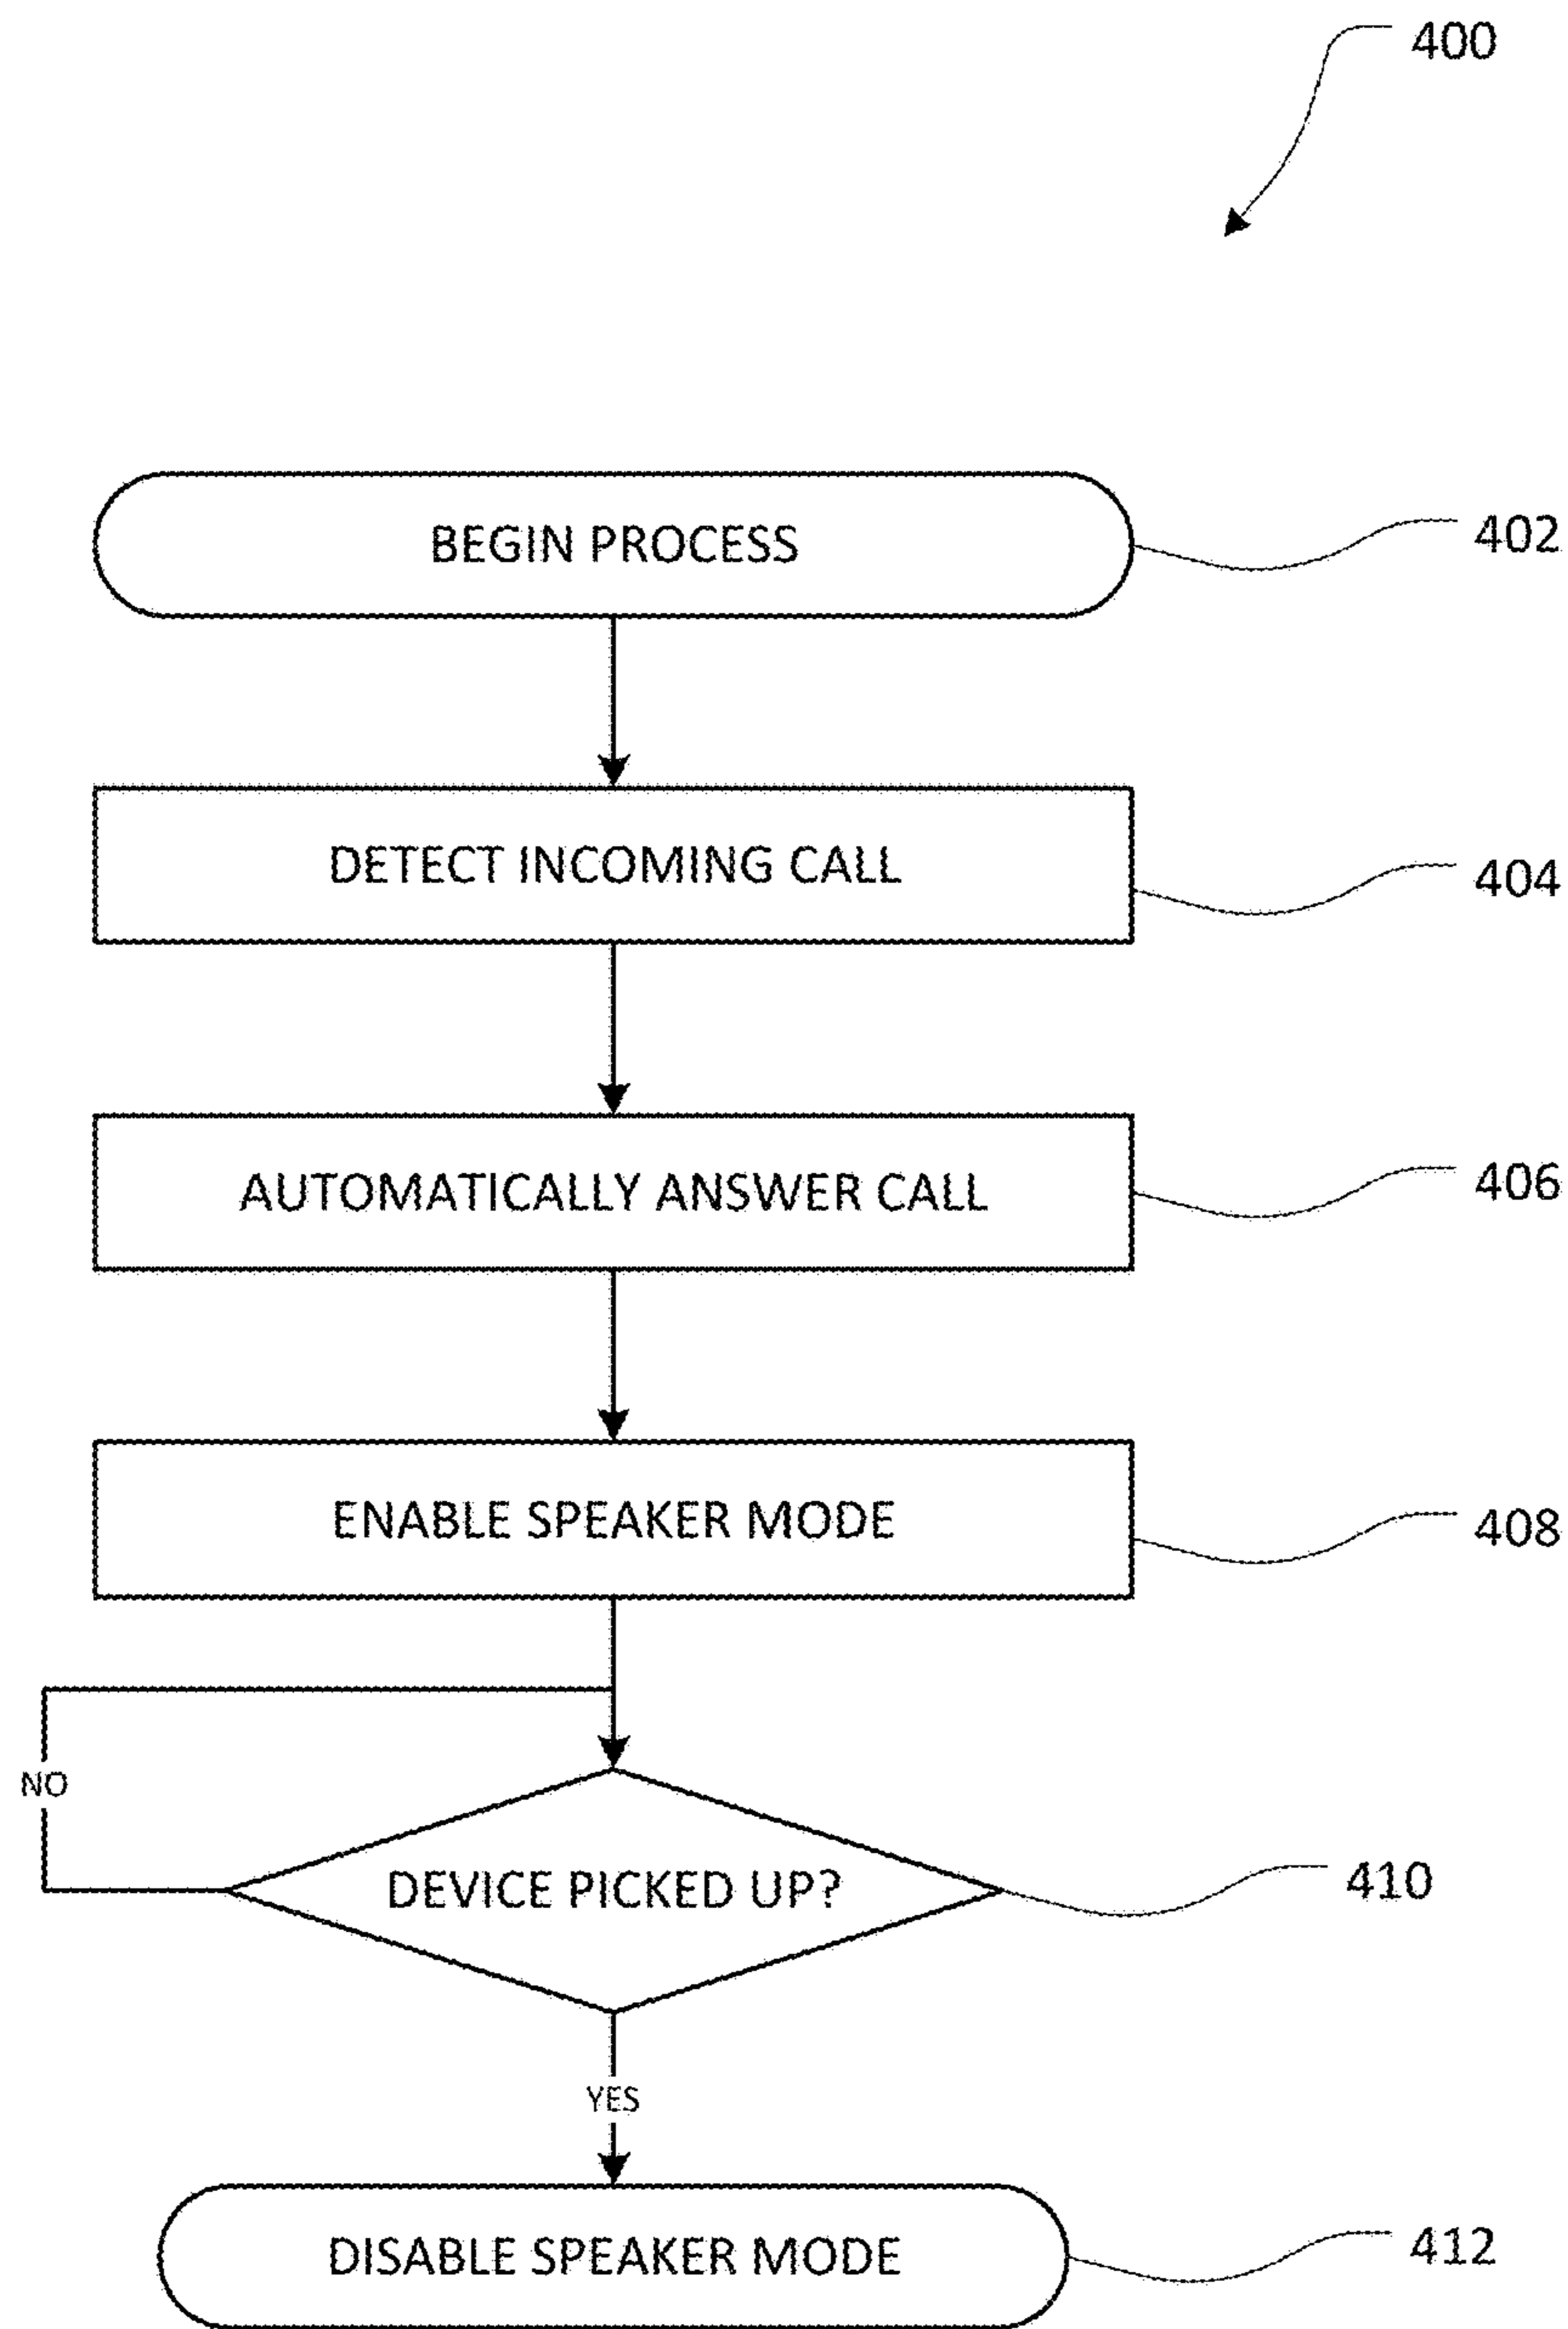 400
BEGIN PROCESS
402
DETECT INCOMING CALL
404
AUTOMATICALLY ANSWER CALL
406
ENABLE SPEAKER MODE
408
NO
DEVICE PICKED UP?
410
YES
DISABLE SPEAKER MODE
412